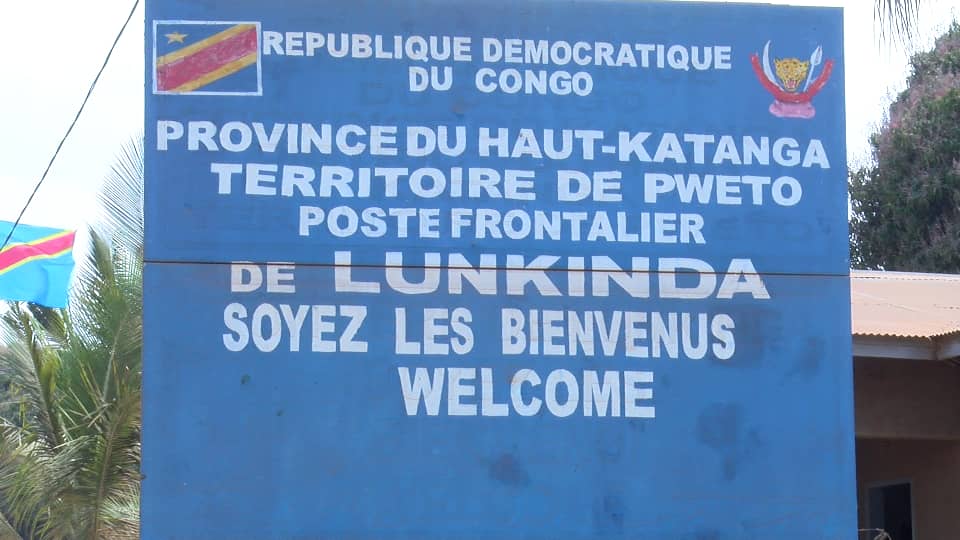 REPUBLIQUE DEMOCRATIQUE
DU CONGO
PROVINCE DU HAUT-KATANGA
TERRITOIRE DE PWETO
POSTE FRONTALIER
DE LUNKINDA
SOYEZ LES BIENVENUS
WELCOME